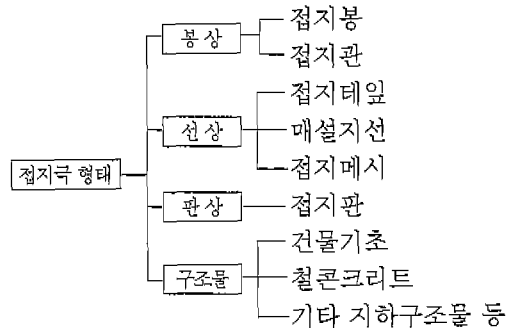 접지극 형태
봉상
접지봉
접지관
선상
접지테잎
매설지선
접지메시
판상
접지판
구조물
건물기초
철콘크리트
기타 지하구조물 등